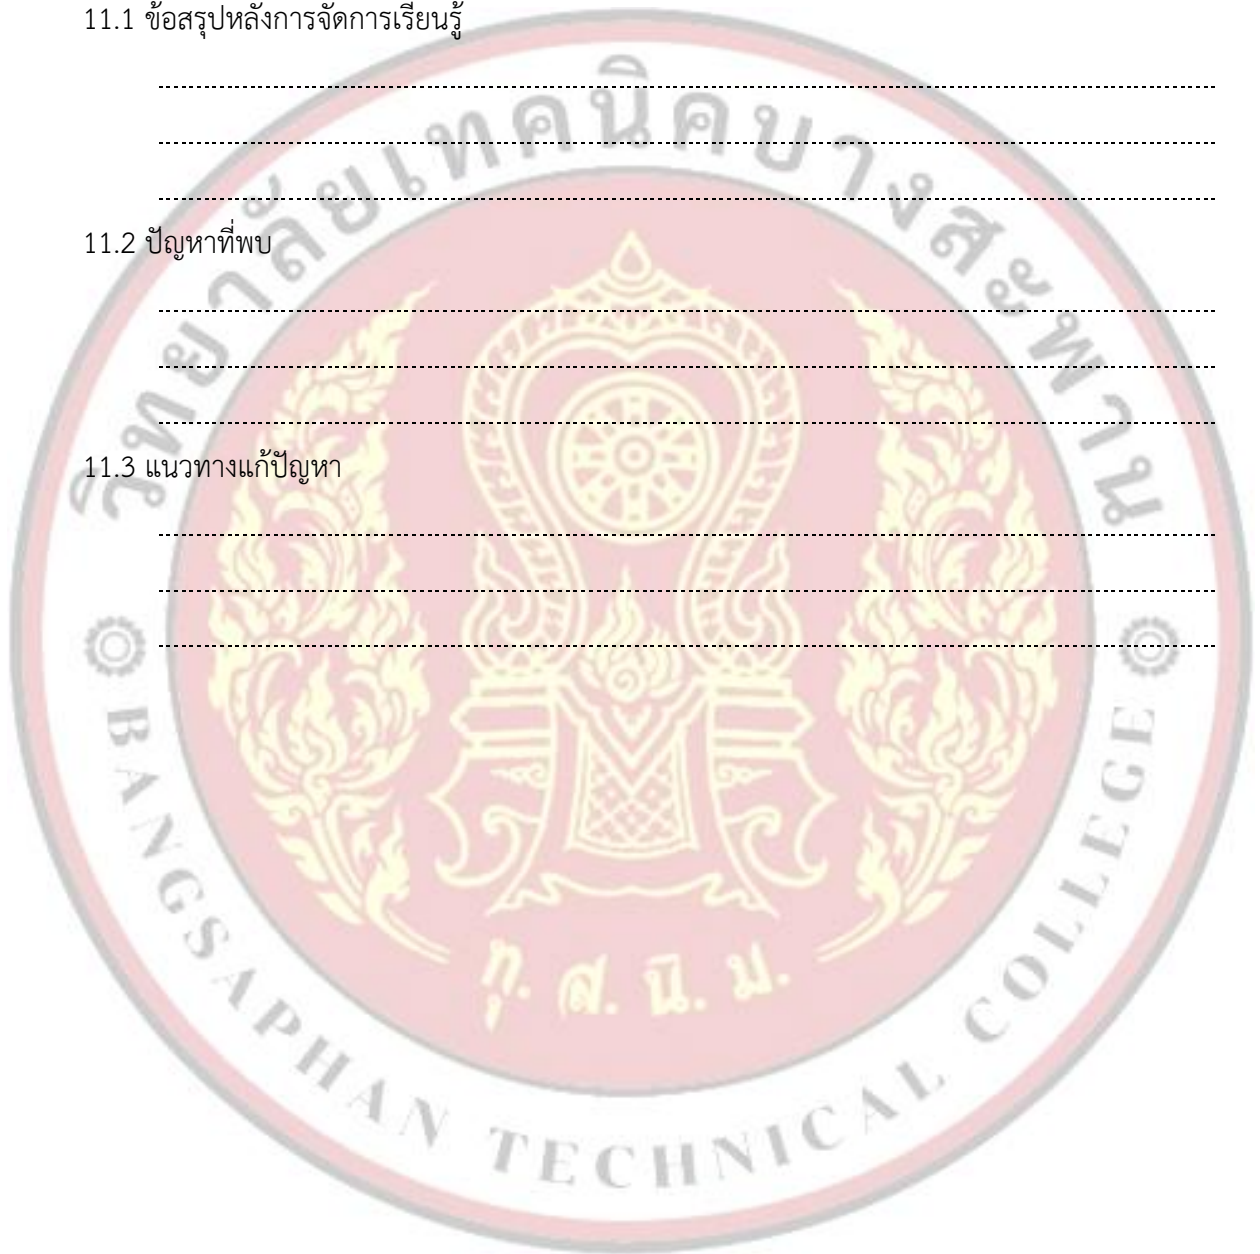 11.1 ข้อสรุปหลังการจัดการเรียนรู้
11.2 ปัญหาที่พบ
11.3 แนวทางแก้ปัญหา
วิทยาลัยเทคนิคบางสะพาน
ทุ. ส. นิ. ม.
BANGSAPHAN TECHNICAL COLLEGE